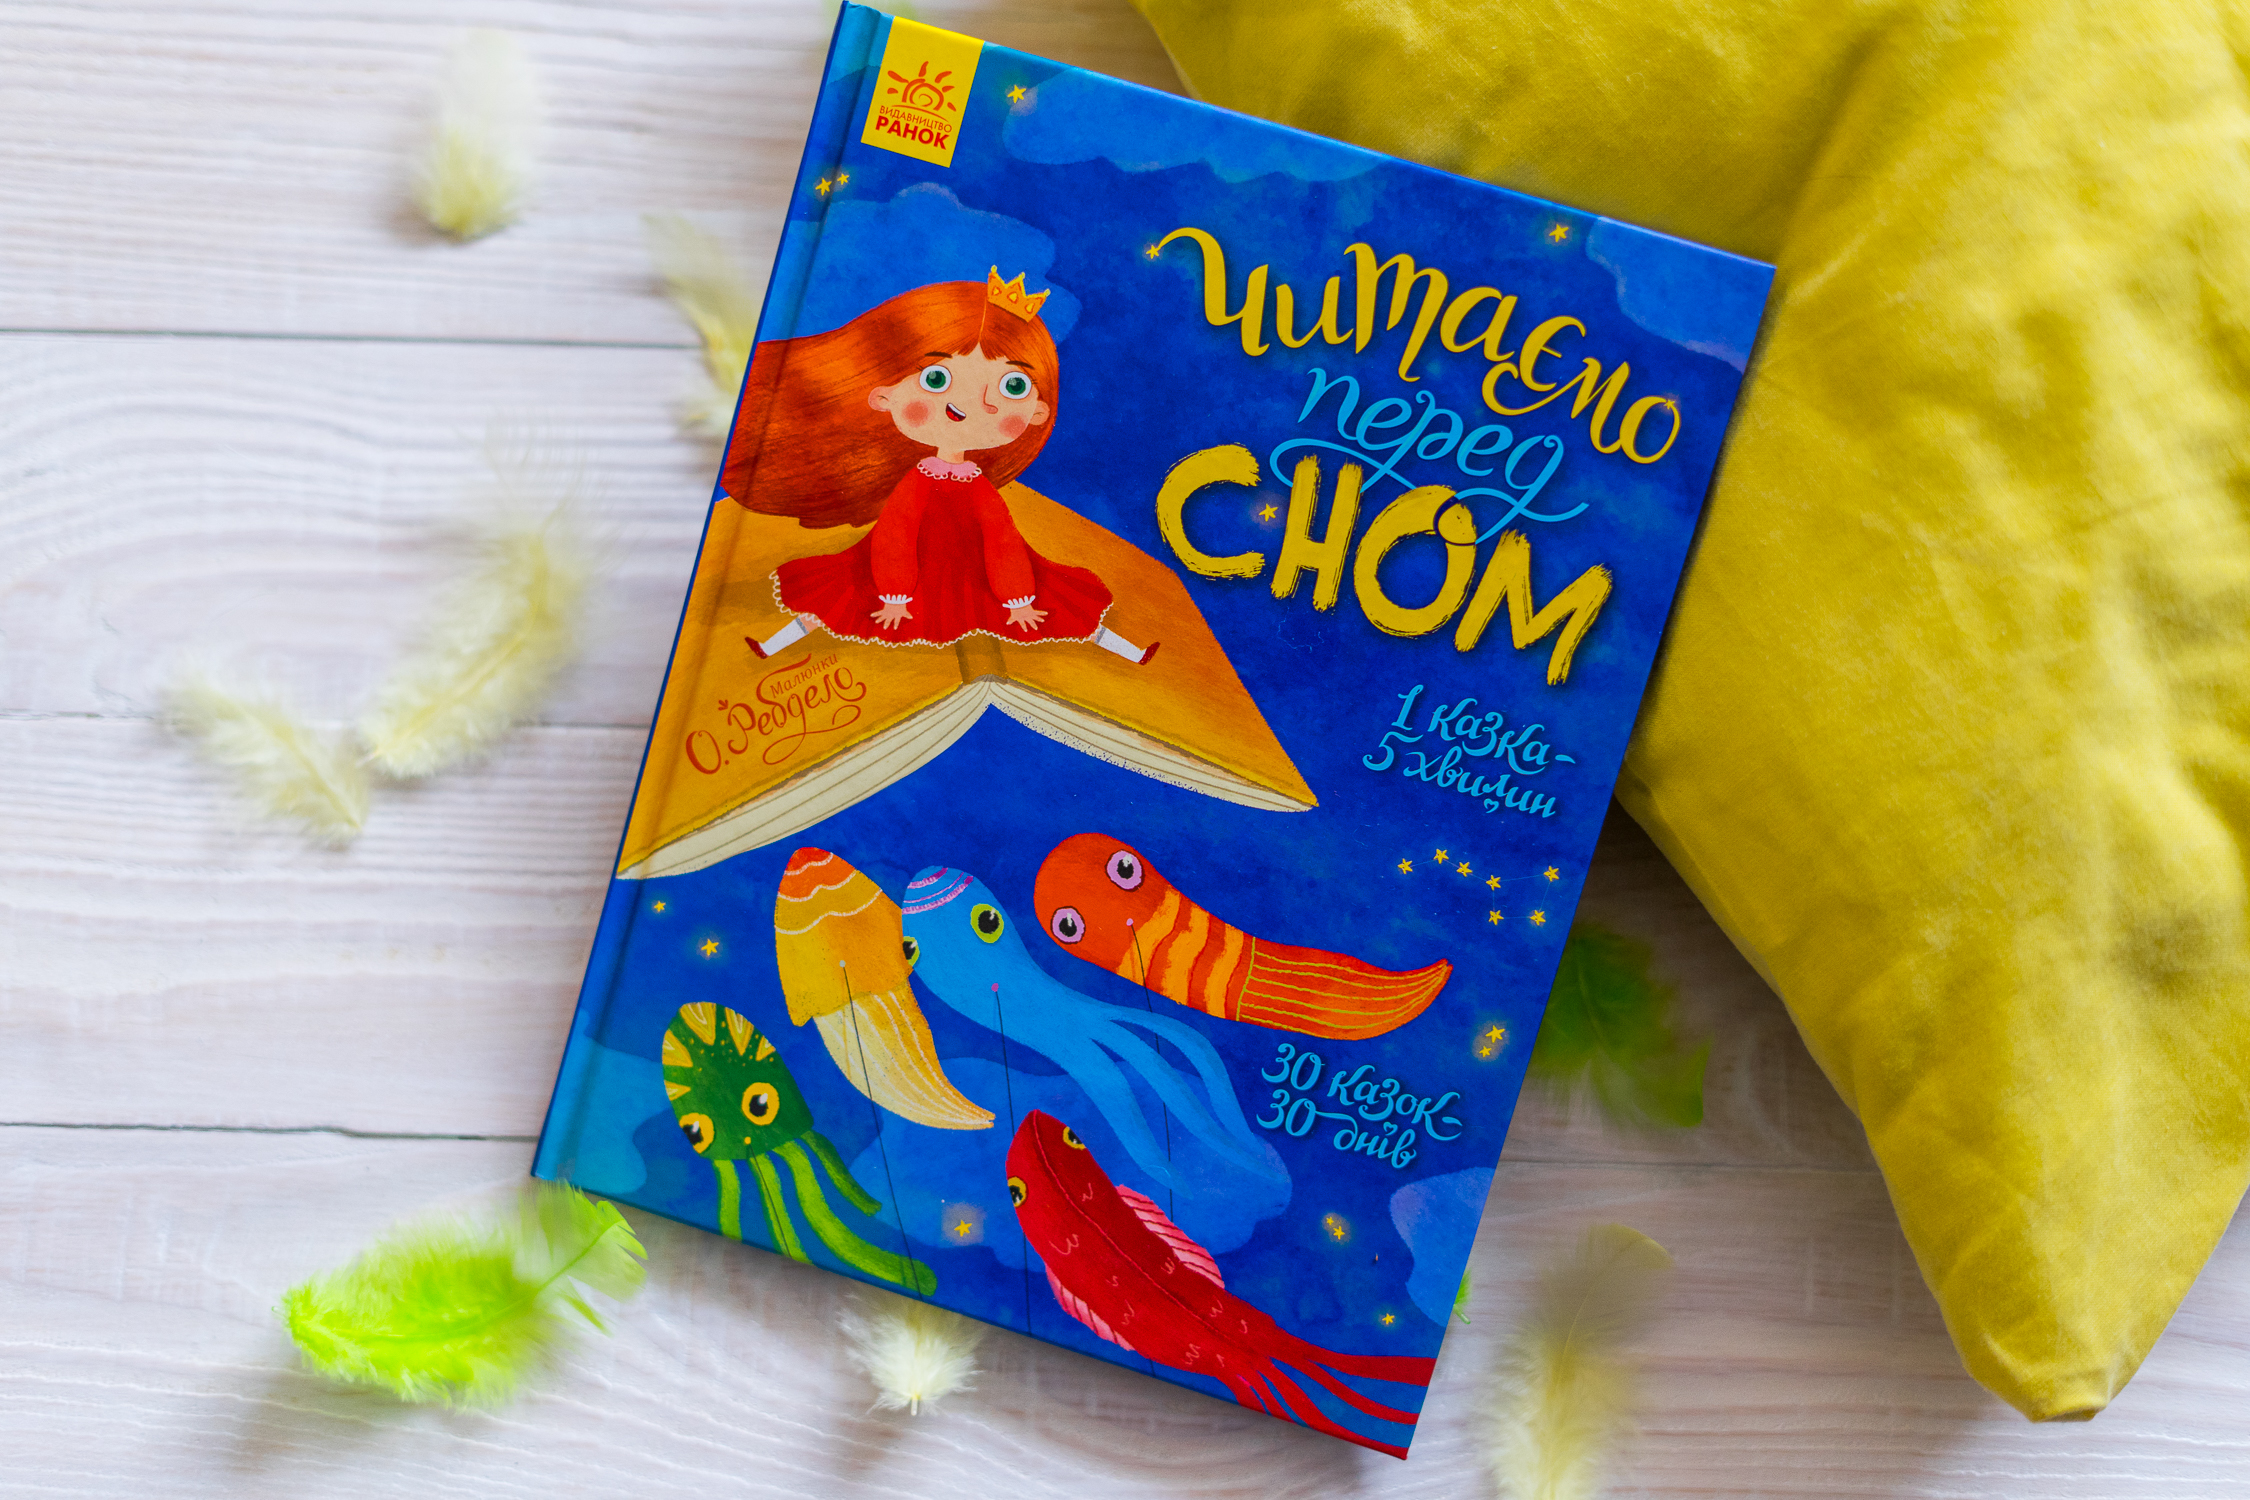 ВИДАВНИЦТВО
РАНОК
Читаємо
перед
СНОМ
Малюнки
О. Ребдело
1 казка-
5 хвилин
30 казок-
30 днів